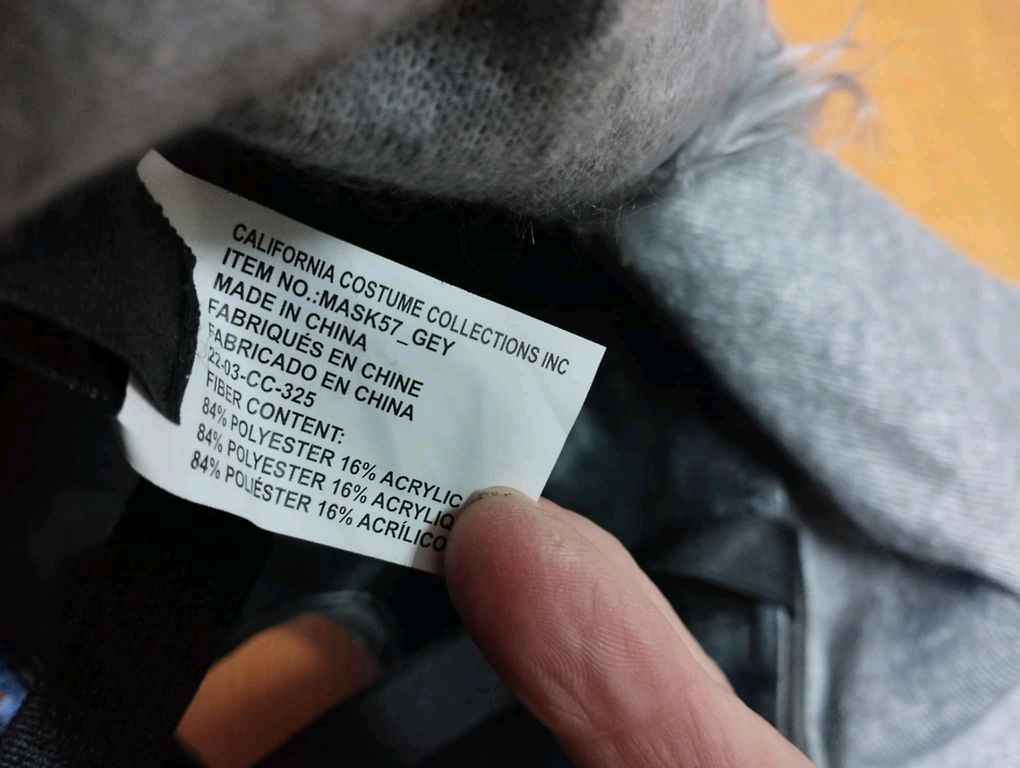 CALIFORNIA COSTUME COLLECTIONS INC
ITEM NO.:MASK57_GEY
MADE IN CHINA
FABRIQUÉS EN CHINE
FABRICADO EN CHINA
22-03-CC-325
FIBER CONTENT:
84% POLYESTER 16% ACRYLIC
84% POLYESTER 16%
84% POLIÉSTER 16% ACRÍLICO